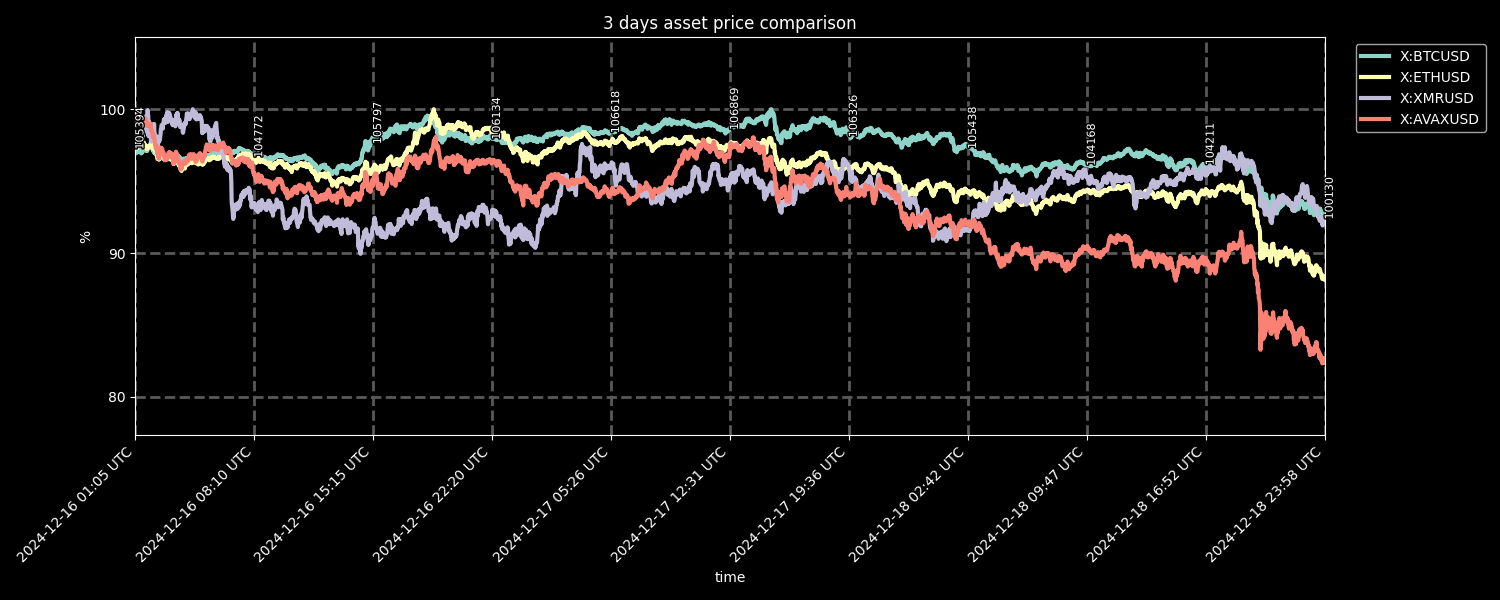 3 days asset price comparison
X:BTCUSD
X:ETHUSD
X:XMRUSD
X:AVAXUSD
100
90
80
%
105394
104772
105797
106134
106618
106869
106326
105438
104168
104211
100130
2024-12-16 01:05 UTC
2024-12-16 08:10 UTC
2024-12-16 15:15 UTC
2024-12-16 22:20 UTC
2024-12-17 05:26 UTC
2024-12-17 12:31 UTC
2024-12-17 19:36 UTC
2024-12-18 02:42 UTC
2024-12-18 09:47 UTC
2024-12-18 16:52 UTC
2024-12-18 23:58 UTC
time